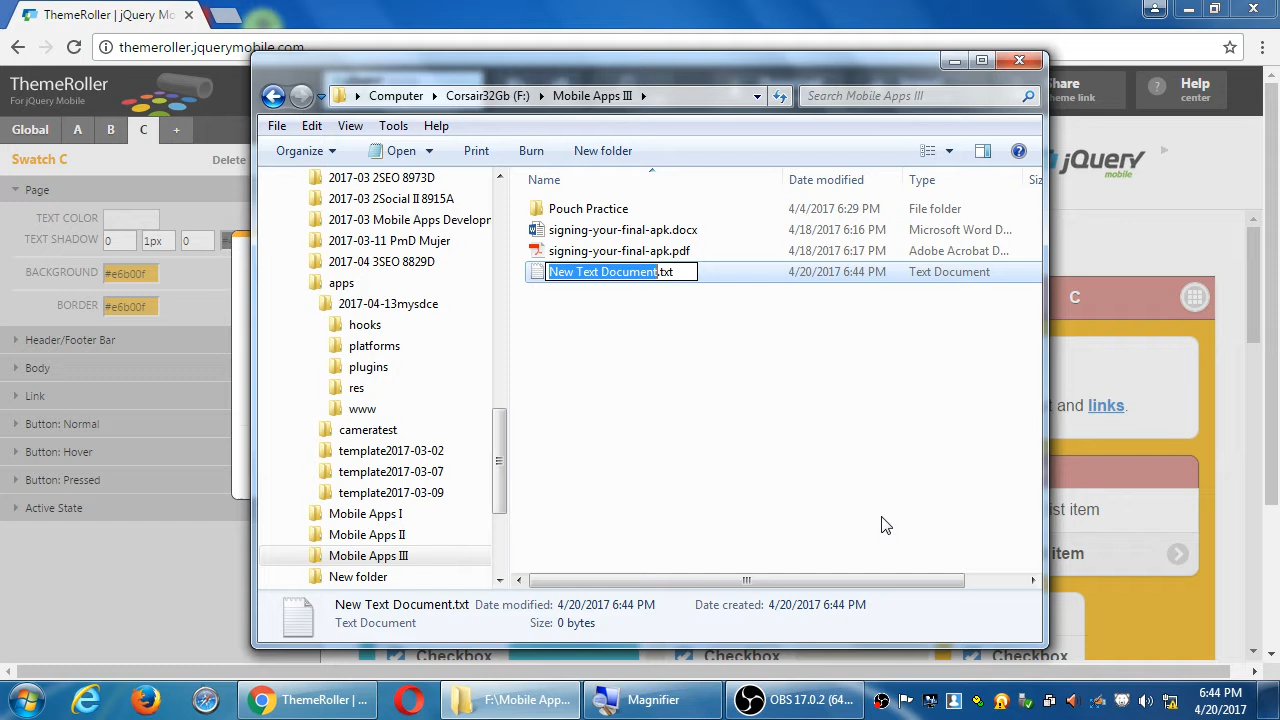 ThemeRoller | jQuery Mo
themeroller.jquerymobile.com
ThemeRoller
For jQuery Mobile
Share
heme link
Help
center
Global A B C +
Swatch C
Delete
Page
TEXT COLOR
TEXT SHADOW 0 1px 0
BACKGROUND #e6b00f
BORDER #e6b00f
Header/Footer Bar
Body
Link
Button: Normal
Button: Hover
Button: Pressed
Active State
Computer Corsair32Gb (F:) Mobile Apps III
Search Mobile Apps III
File Edit View Tools Help
Organize Open Print Burn New folder
2017-03 2SEO 8973D
2017-03 2Social II 8915A
2017-03 Mobile Apps Developr
2017-03-11 PmD Mujer
2017-04 3SEO 8829D
apps
2017-04-13mysdce
hooks
platforms
plugins
res
www
cameratest
template2017-03-02
template2017-03-07
template2017-03-09
Mobile Apps I
Mobile Apps II
Mobile Apps III
New folder
Name Date modified Type Siz
Pouch Practice 4/4/2017 6:29 PM File folder
signing-your-final-apk.docx 4/18/2017 6:16 PM Microsoft Word D...
signing-your-final-apk.pdf 4/18/2017 6:17 PM Adobe Acrobat D...
New Text Document.txt 4/20/2017 6:44 PM Text Document
New Text Document.txt Date modified: 4/20/2017 6:44 PM Date created: 4/20/2017 6:44 PM
Text Document Size: 0 bytes
jQuery
mobile
C
t and links.
ist item
item
Checkbox Checkbox Checkbox
ThemeRoller | ...
F:\Mobile App...
Magnifier
OBS 17.0.2 (64...
6:44 PM
4/20/2017